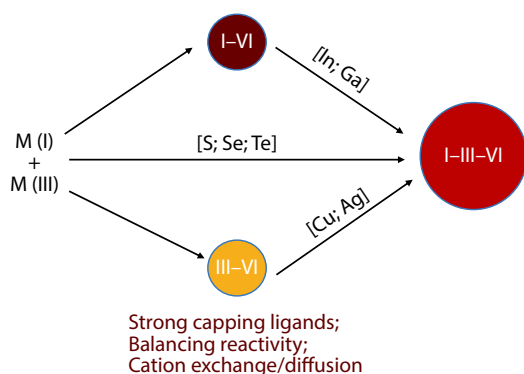 I–VI
[In; Ga]
M (I)
+
M (III)
[S; Se; Te]
I–III–VI
[Cu; Ag]
III–VI
Strong capping ligands;
Balancing reactivity;
Cation exchange/diffusion